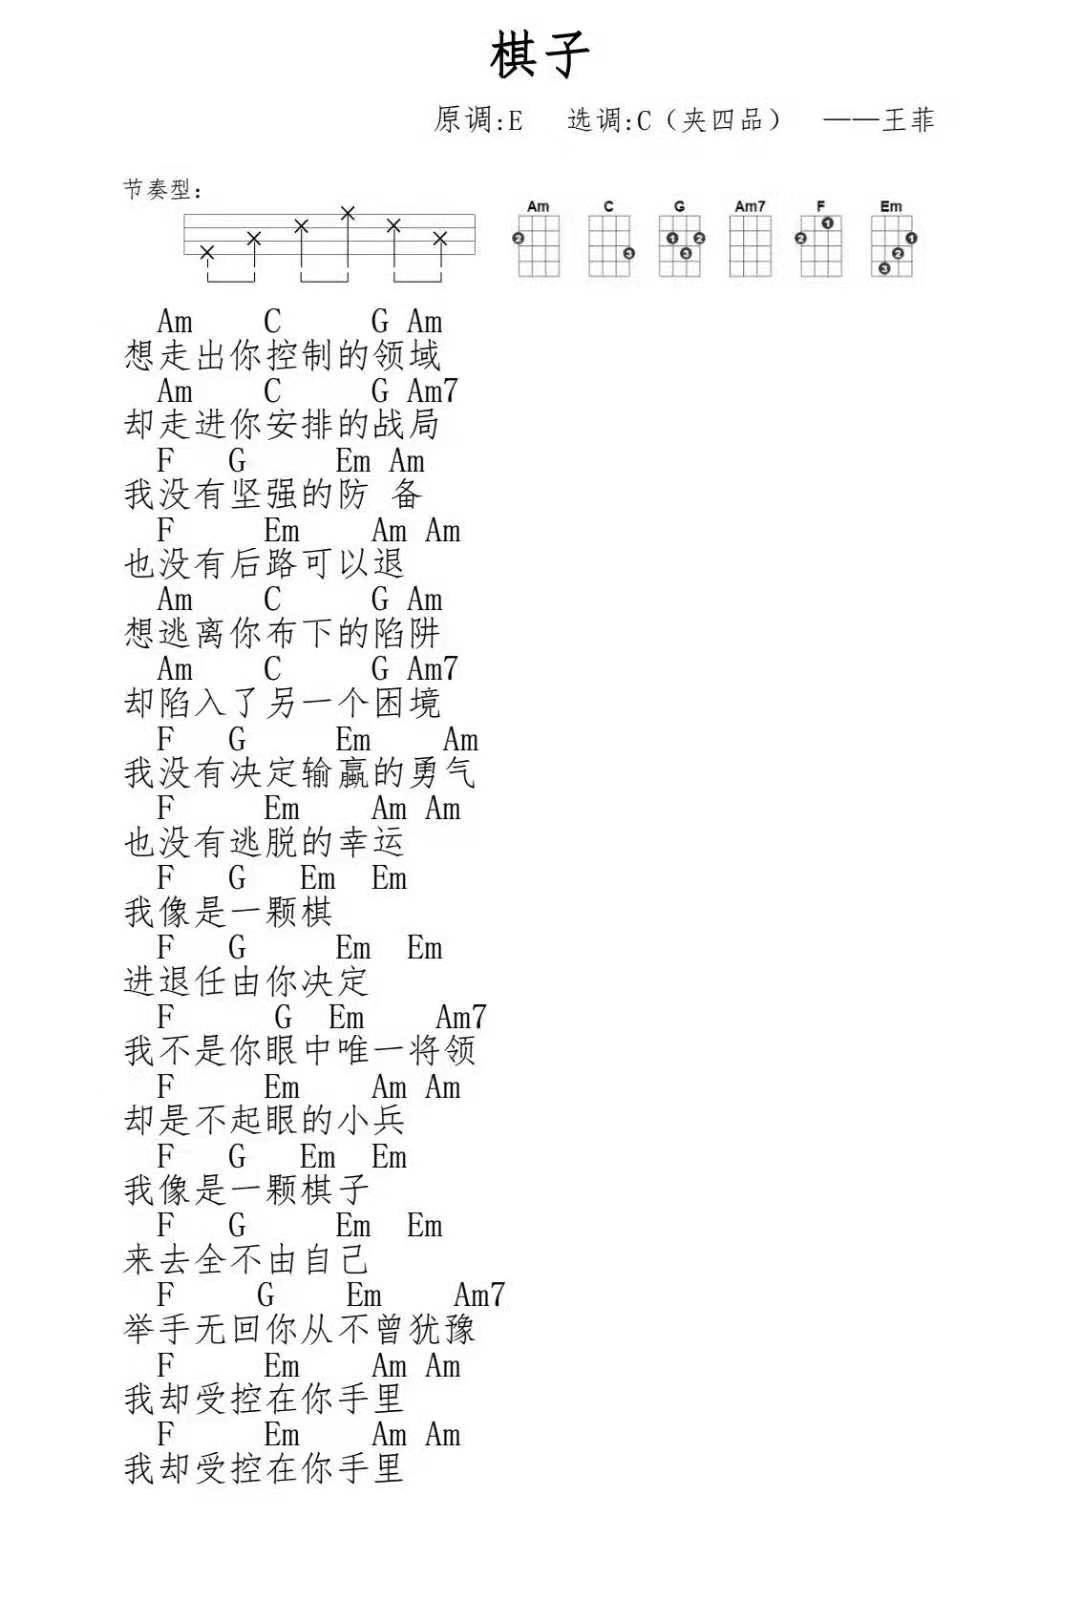 棋子
原调:E 选调:C（夹四品） ——王菲
节奏型：
Am C G Am7 F Em
2 3 1 2 3 2 1 1 2 3
Am C G Am
想走出你控制的领域
Am C G Am7
却走进你安排的战局
F G Em Am
我没有坚强的防 备
F Em Am Am
也没有后路可以退
Am C G Am
想逃离你布下的陷阱
Am C G Am7
却陷入了另一个困境
F G Em Am
我没有决定输赢的勇气
F Em Am Am
也没有逃脱的幸运
F G Em Em
我像是一颗棋
F G Em Em
进退任由你决定
F G Em Am7
我不是你眼中唯一将领
F Em Am Am
却是不起眼的小兵
F G Em Em
我像是一颗棋子
F G Em Em
来去全不由自己
F G Em Am7
举手无回你从不曾犹豫
F Em Am Am
我却受控在你手里
F Em Am Am
我却受控在你手里